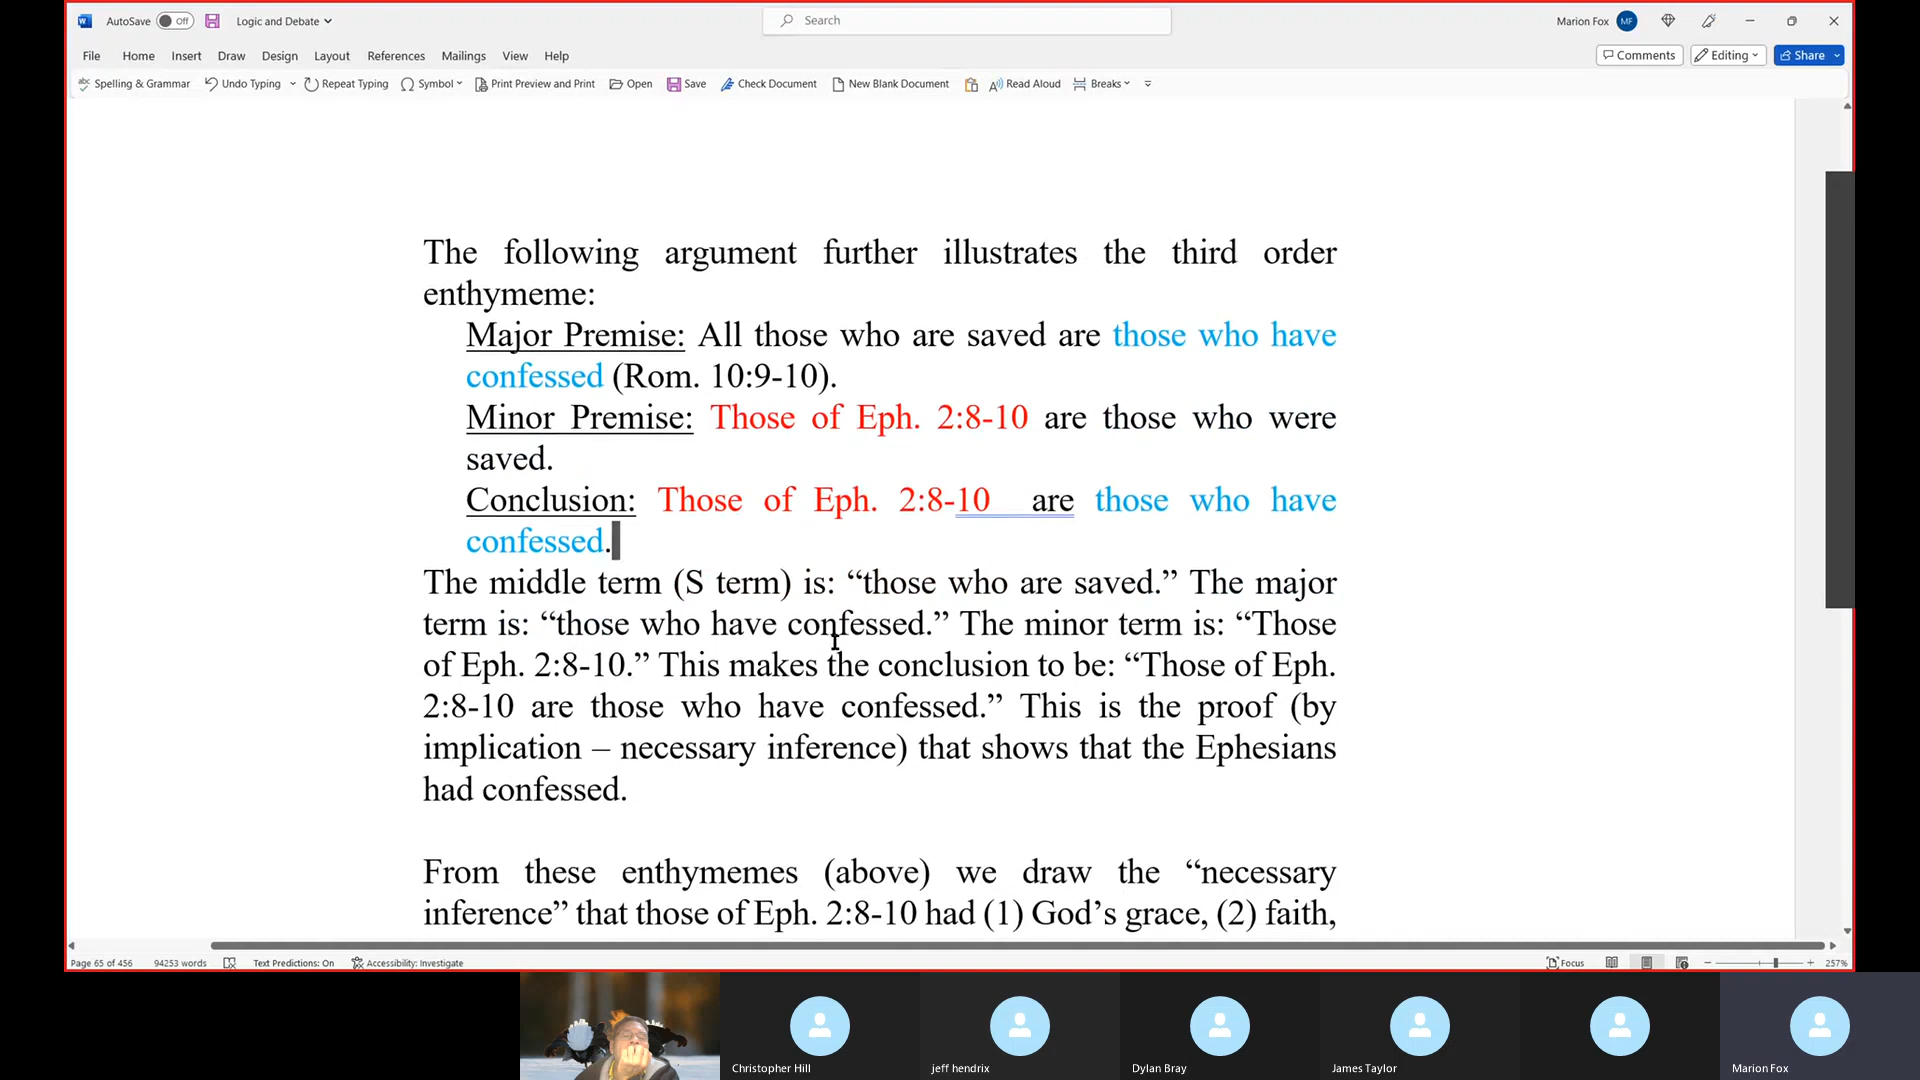 AutoSave Off Logic and Debate Search Marion Fox MF
File Home Insert Draw Design Layout References Mailings View Help Comments Editing Share
Spelling & Grammar Undo Typing Repeat Typing Symbol Print Preview and Print Open Save Check Document New Blank Document Read Aloud Breaks
The following argument further illustrates the third order
enthymeme:
Major Premise: All those who are saved are those who have
confessed (Rom. 10:9-10).
Minor Premise: Those of Eph. 2:8-10 are those who were
saved.
Conclusion: Those of Eph. 2:8-10 are those who have
confessed.
The middle term (S term) is: “those who are saved.” The major
term is: “those who have confessed.” The minor term is: “Those
of Eph. 2:8-10.” This makes the conclusion to be: “Those of Eph.
2:8-10 are those who have confessed.” This is the proof (by
implication – necessary inference) that shows that the Ephesians
had confessed.
From these enthymemes (above) we draw the “necessary
inference” that those of Eph. 2:8-10 had (1) God’s grace, (2) faith,
Page 65 of 456 94253 words Text Predictions: On Accessibility: Investigate Focus 257%
Christopher Hill jeff hendrix Dylan Bray James Taylor Marion Fox